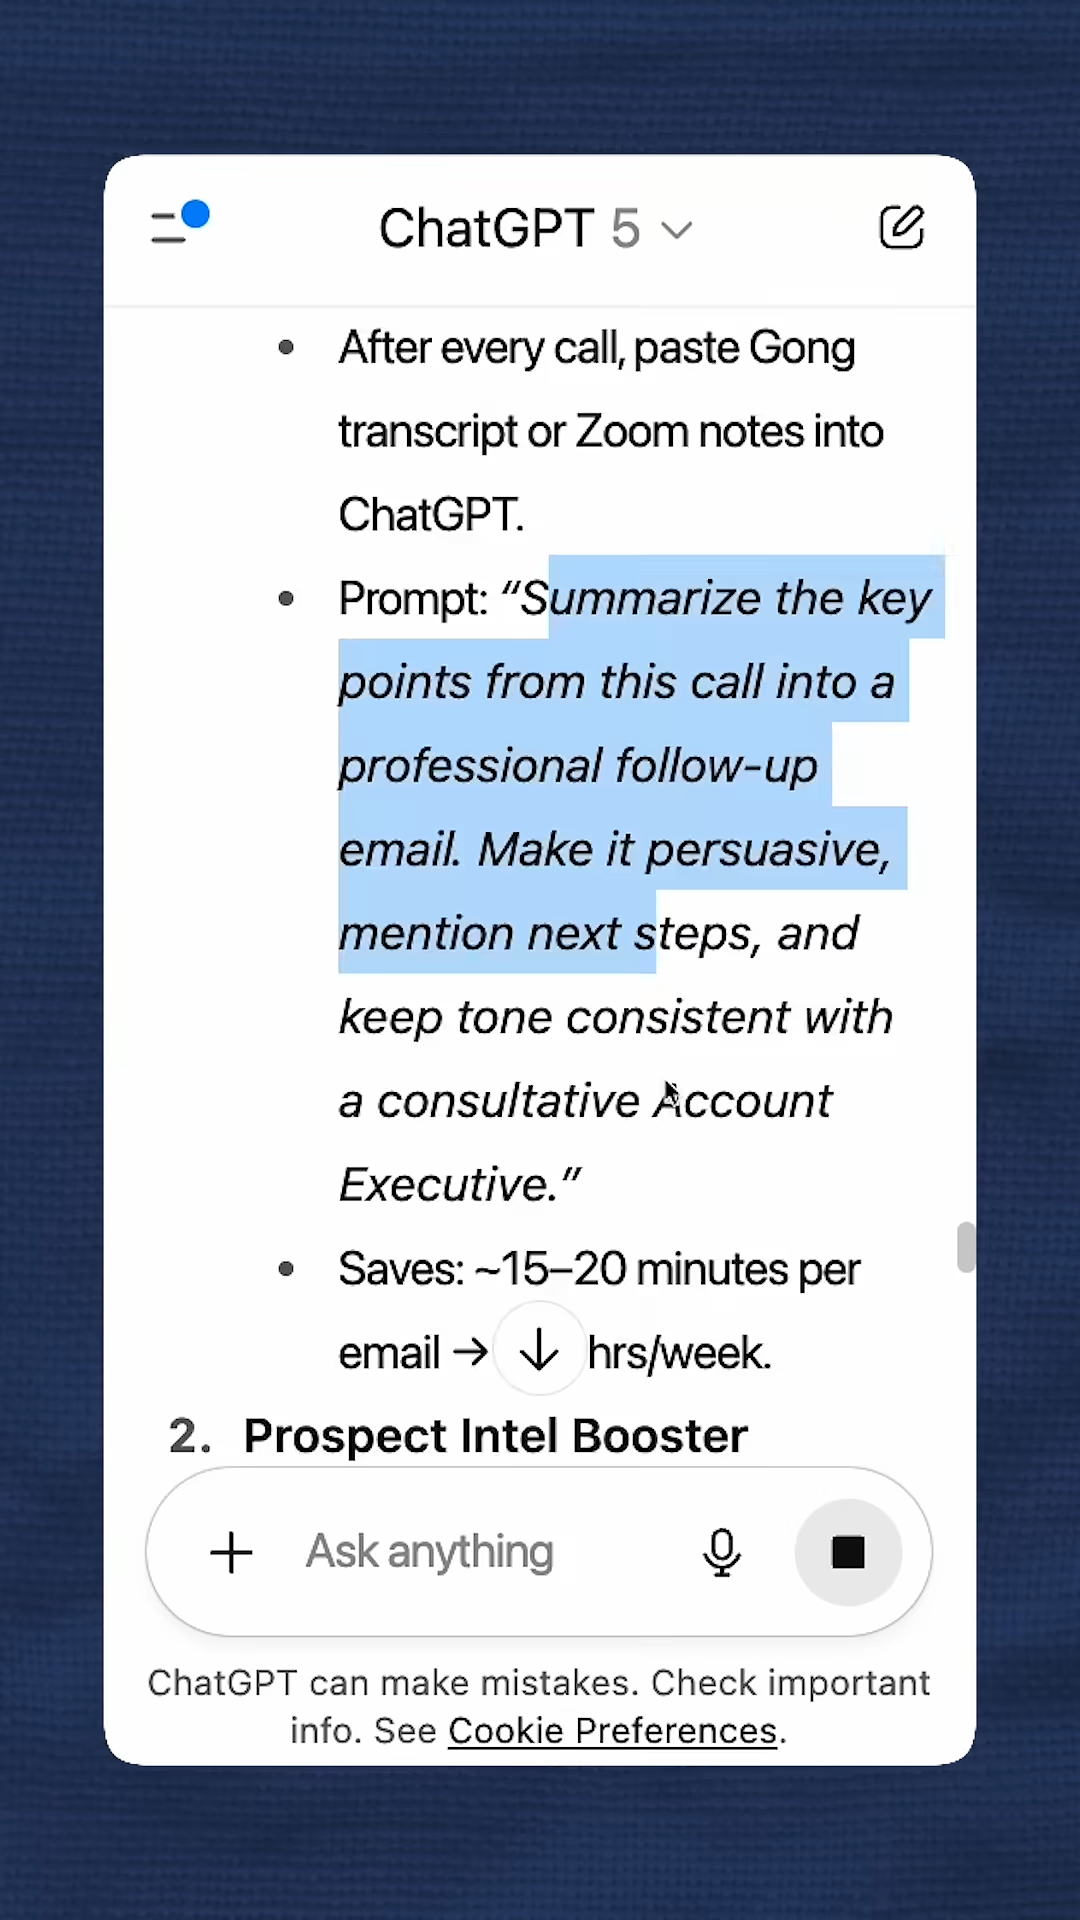 ChatGPT 5
After every call, paste Gong
transcript or Zoom notes into
ChatGPT.
Prompt: “Summarize the key
points from this call into a
professional follow-up
email. Make it persuasive,
mention next steps, and
keep tone consistent with
a consultative Account
Executive.”
Saves: ~15–20 minutes per
email → hrs/week.
2. Prospect Intel Booster
Ask anything
ChatGPT can make mistakes. Check important
info. See Cookie Preferences.